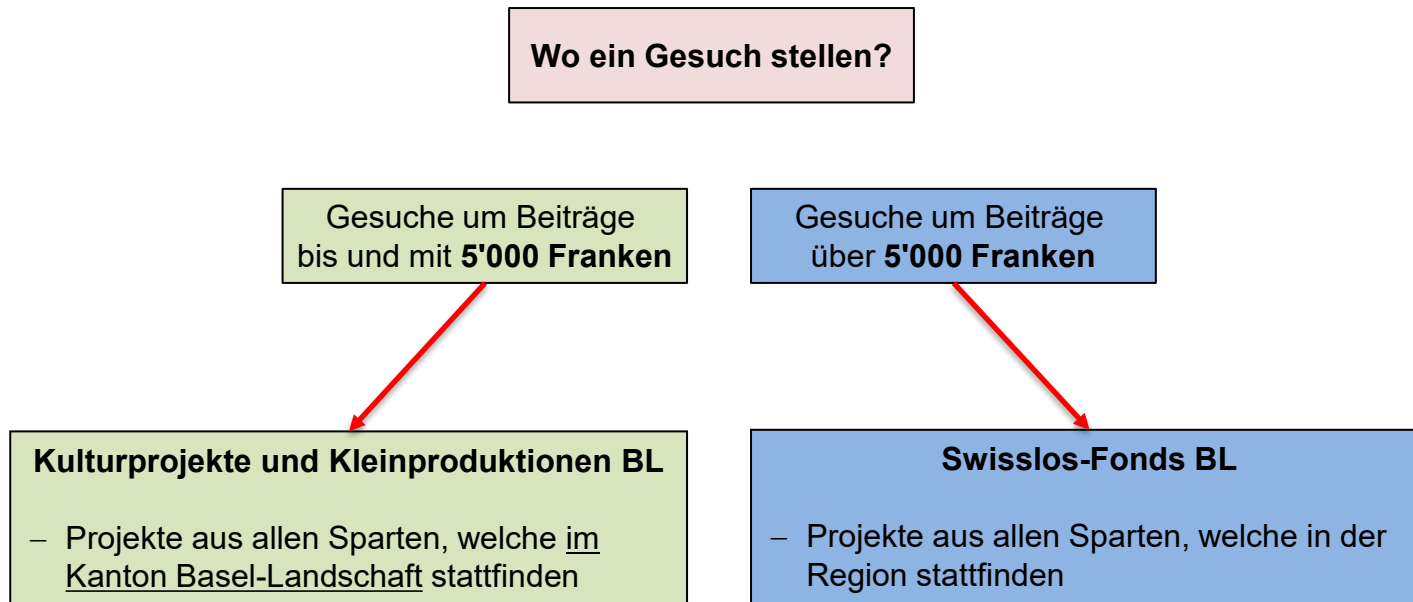 Wo ein Gesuch stellen?
Gesuche um Beiträge
bis und mit 5'000 Franken
Gesuche um Beiträge
über 5'000 Franken
Kulturprojekte und Kleinproduktionen BL
– Projekte aus allen Sparten, welche im
Kanton Basel-Landschaft stattfinden
Swisslos-Fonds BL
– Projekte aus allen Sparten, welche in der
Region stattfinden